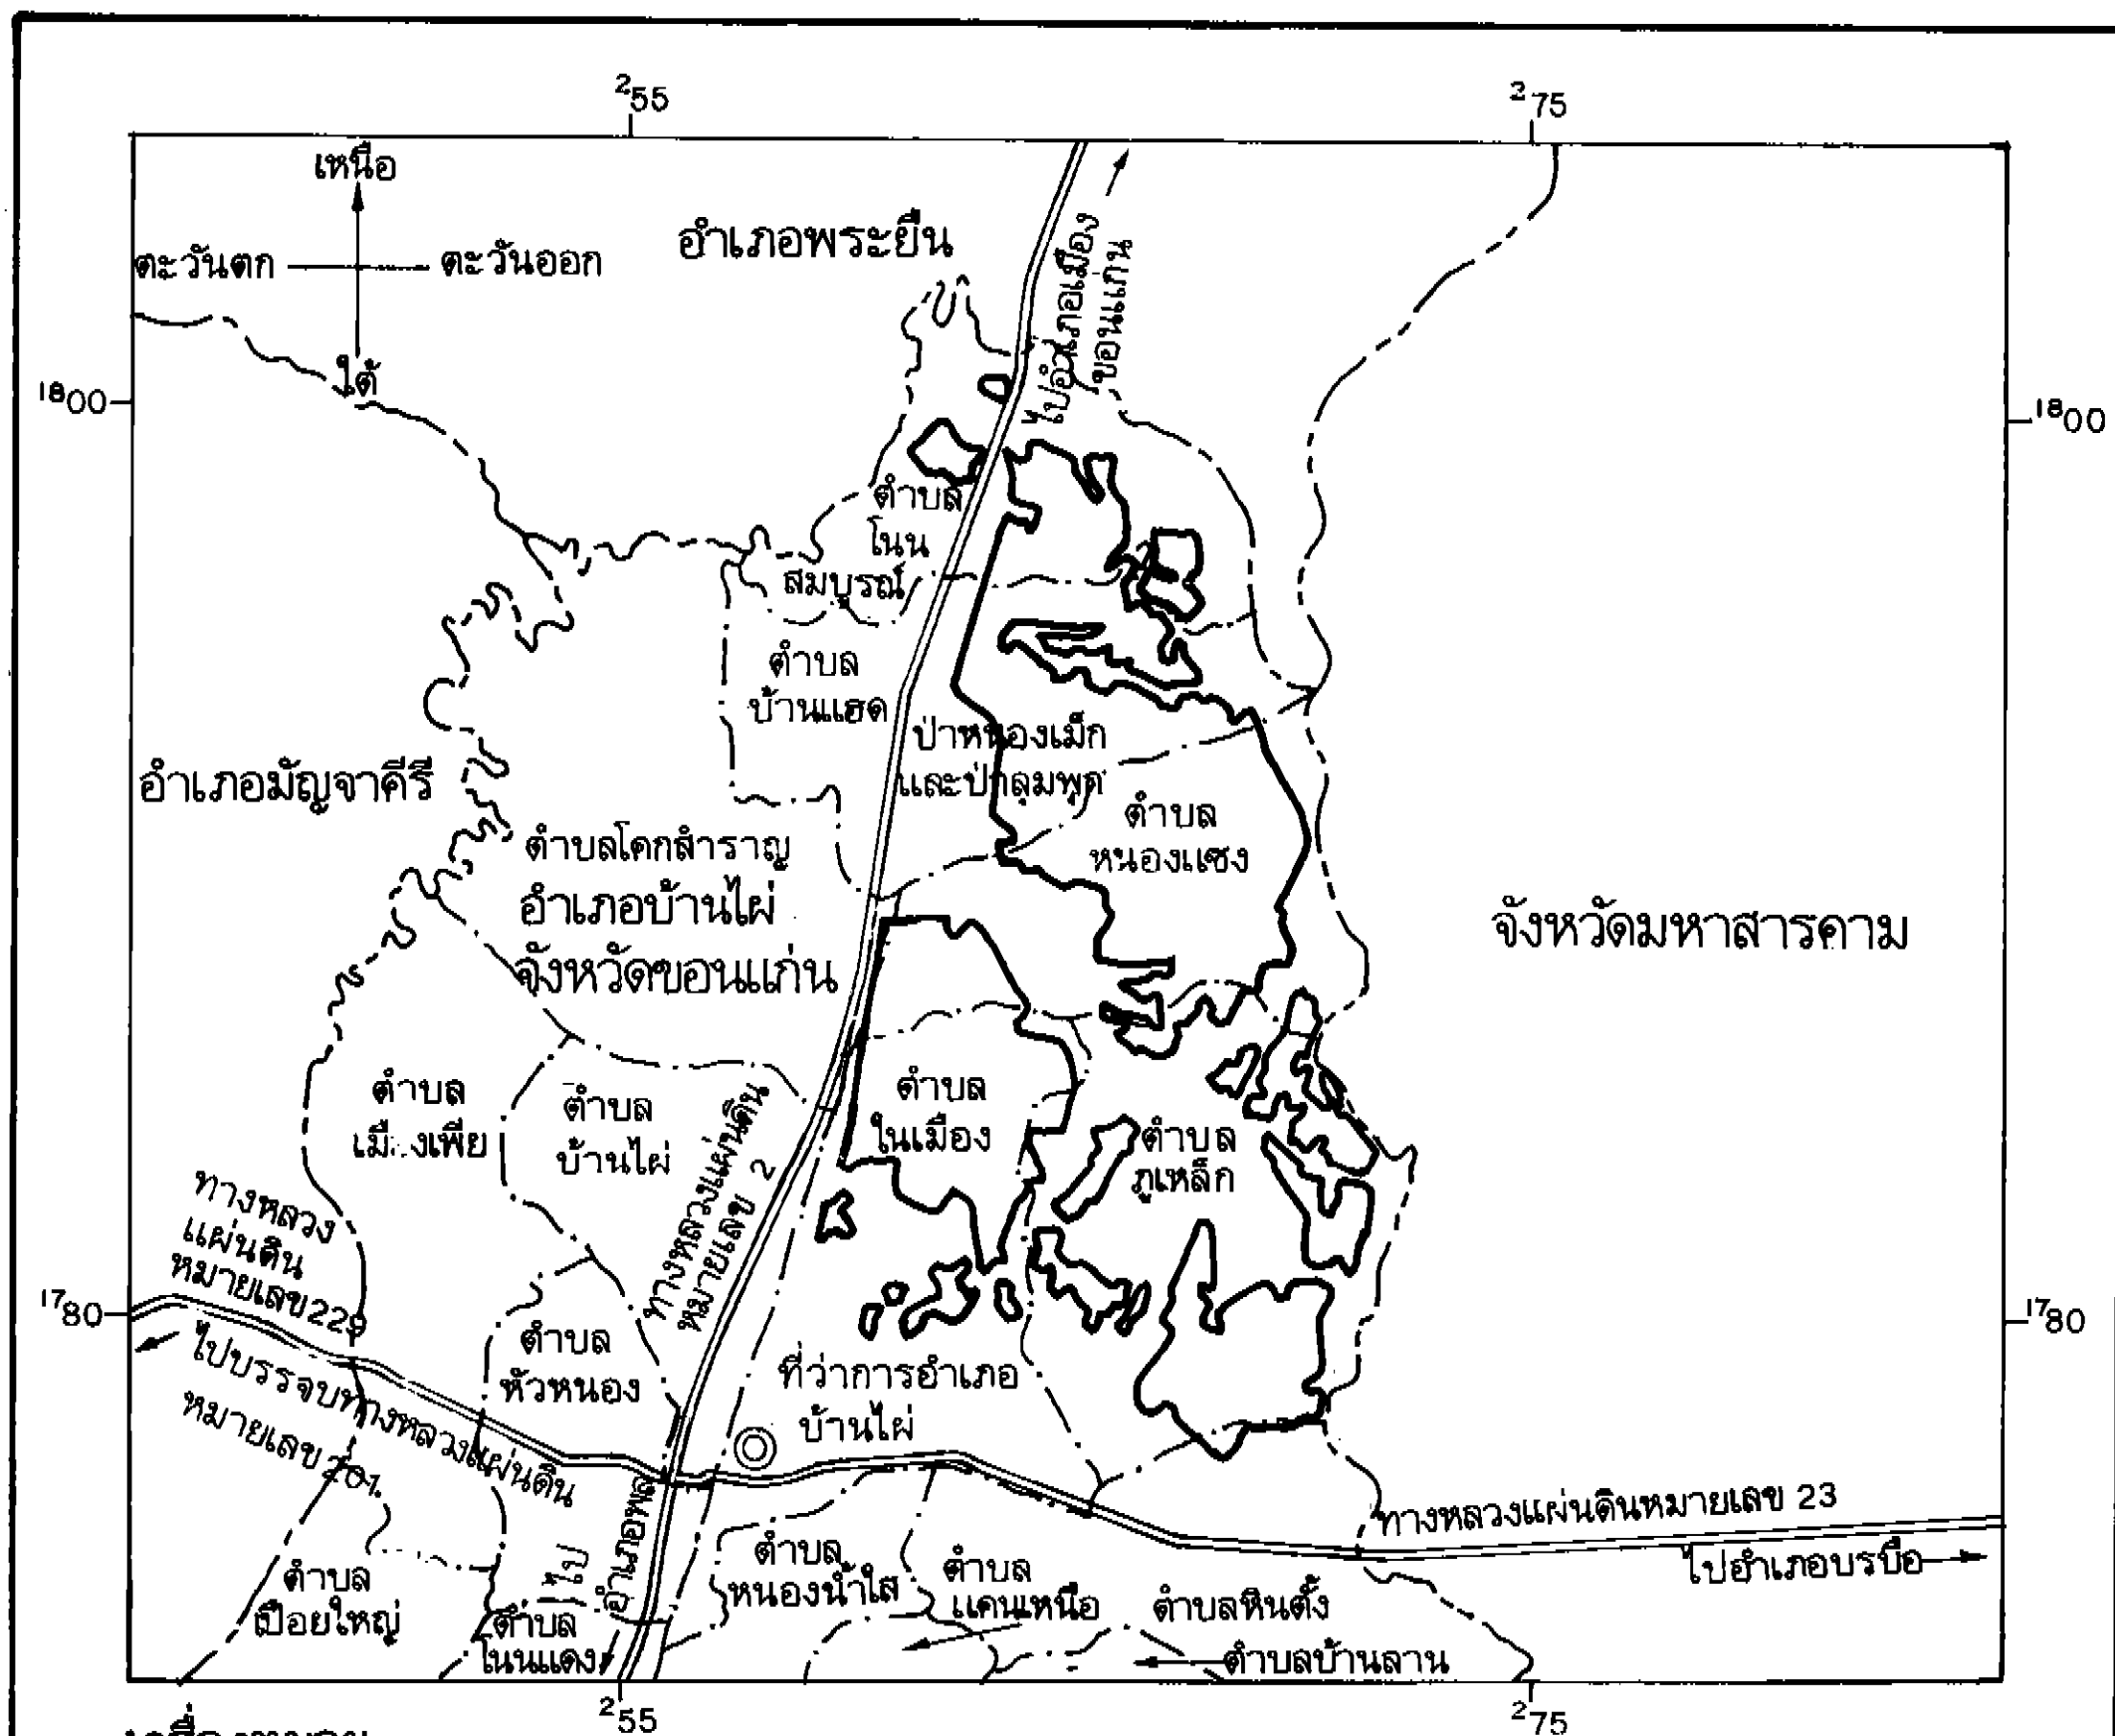 ²55
²75
เหนือ
อำเภอพระยืน
ตะวันตก
ตะวันออก
ไปอำเภอเมือง
ขอนแก่น
ใต้
¹⁸00
¹⁸00
ตำบล
โนน
สมบูรณ์
ตำบล
บ้านแฮด
ป่าหนองเม็ก
และป่าลุมพุก
อำเภอมัญจาคีรี
ตำบล
หนองแซง
ตำบลโคกสำราญ
อำเภอบ้านไผ่
จังหวัดขอนแก่น
จังหวัดมหาสารคาม
ตำบล
เมืองเพีย
ตำบล
บ้านไผ่
ทางหลวงแผ่นดิน
หมายเลข 2
ตำบล
ในเมือง
ตำบล
ภูเหล็ก
ทางหลวง
แผ่นดิน
หมายเลข 229
¹⁷80
¹⁷80
ไปบรรจบทางหลวงแผ่นดิน
หมายเลข 201
ตำบล
หัวหนอง
ที่ว่าการอำเภอ
บ้านไผ่
ทางหลวงแผ่นดินหมายเลข 23
ไปอำเภอบรบือ
ไป
อำเภอพล
ตำบล
เปือยใหญ่
ตำบล
โนนแดง
ตำบล
หนองน้ำใส
ตำบล
แคนเหนือ
ตำบลหินตั้ง
ตำบลบ้านลาน
²55
²75